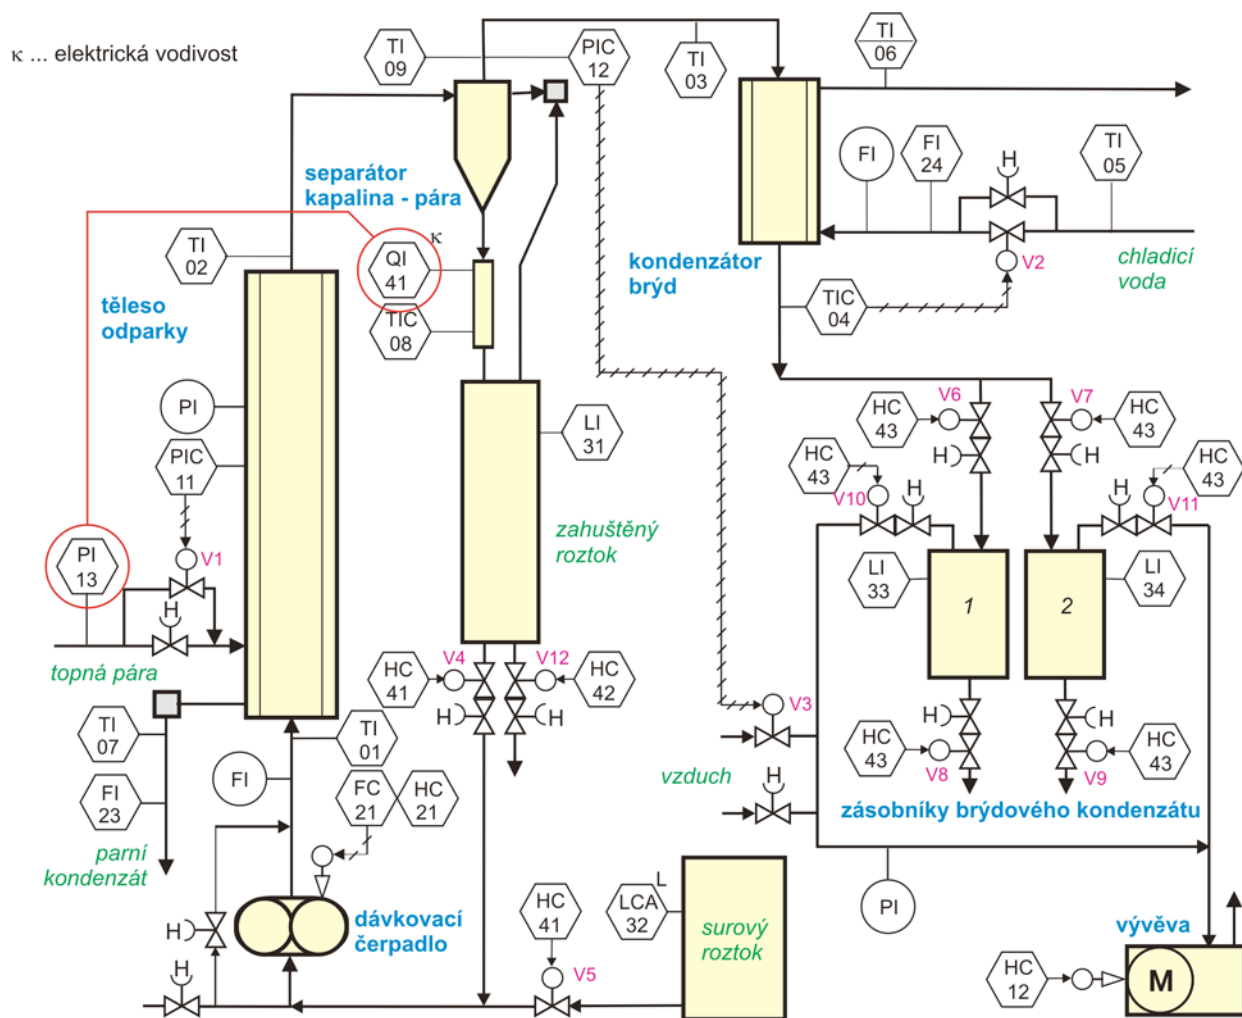 κ ... elektrická vodivost
TI
09
PIC
12
TI
03
TI
06
separátor
kapalina - pára
FI
FI
24
H
TI
05
V2
chladicí
voda
kondenzátor
brýd
TIC
04
TI
02
κ
QI
41
TIC
08
těleso
odparky
PI
PIC
11
V1
PI
13
H
topná pára
LI
31
zahuštěný
roztok
HC
43
V6
V7
HC
43
H
H
HC
43
V10
H
H
HC
43
V11
LI
33
1
2
LI
34
HC
41
V4
V12
HC
42
H
H
V3
H
H
HC
43
V8
V9
HC
43
vzduch
H
zásobníky brýdového kondenzátu
TI
07
FI
23
parní
kondenzát
TI
01
FI
FC
21
HC
21
H
dávkovací
čerpadlo
H
HC
41
V5
L
LCA
32
surový
roztok
PI
vývěva
HC
12
M